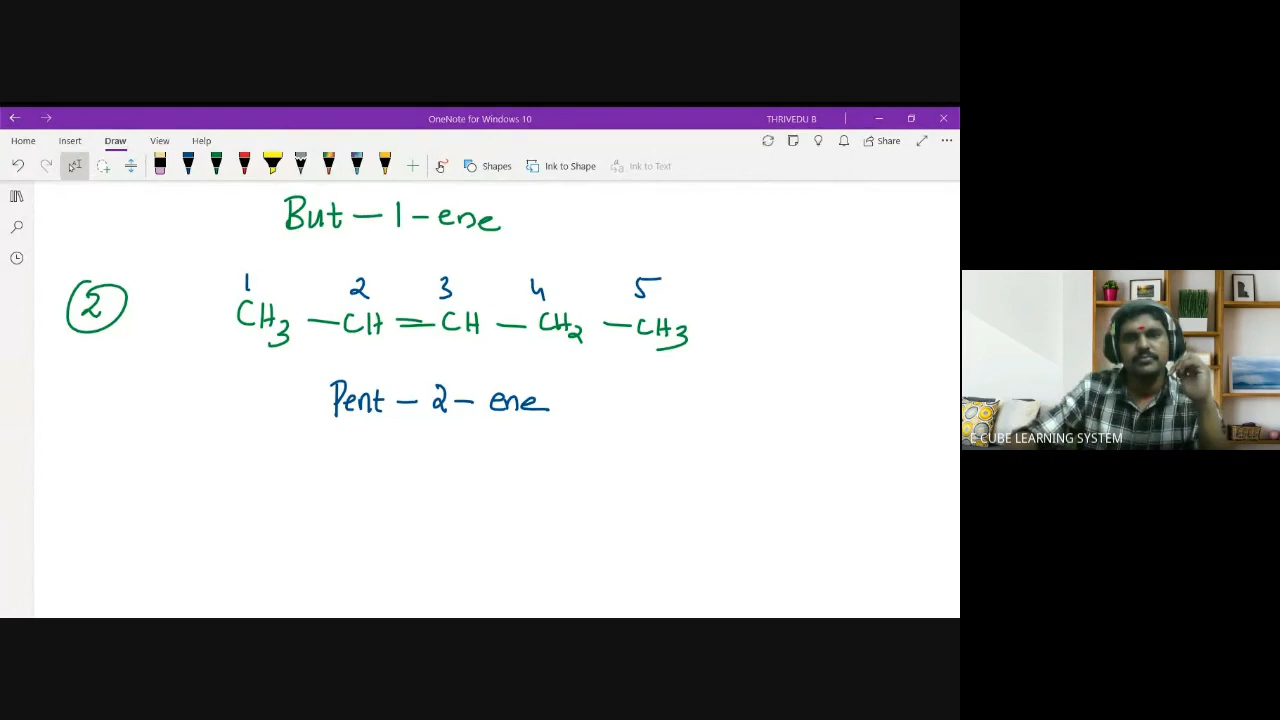 OneNote for Windows 10
THRIVEDU B
Home Insert Draw View Help
Share
Shapes Ink to Shape Ink to Text
But - 1 - ene
2
1 2 3 4 5
CH3 - CH = CH - CH2 - CH3
Pent - 2 - ene
E CUBE LEARNING SYSTEM